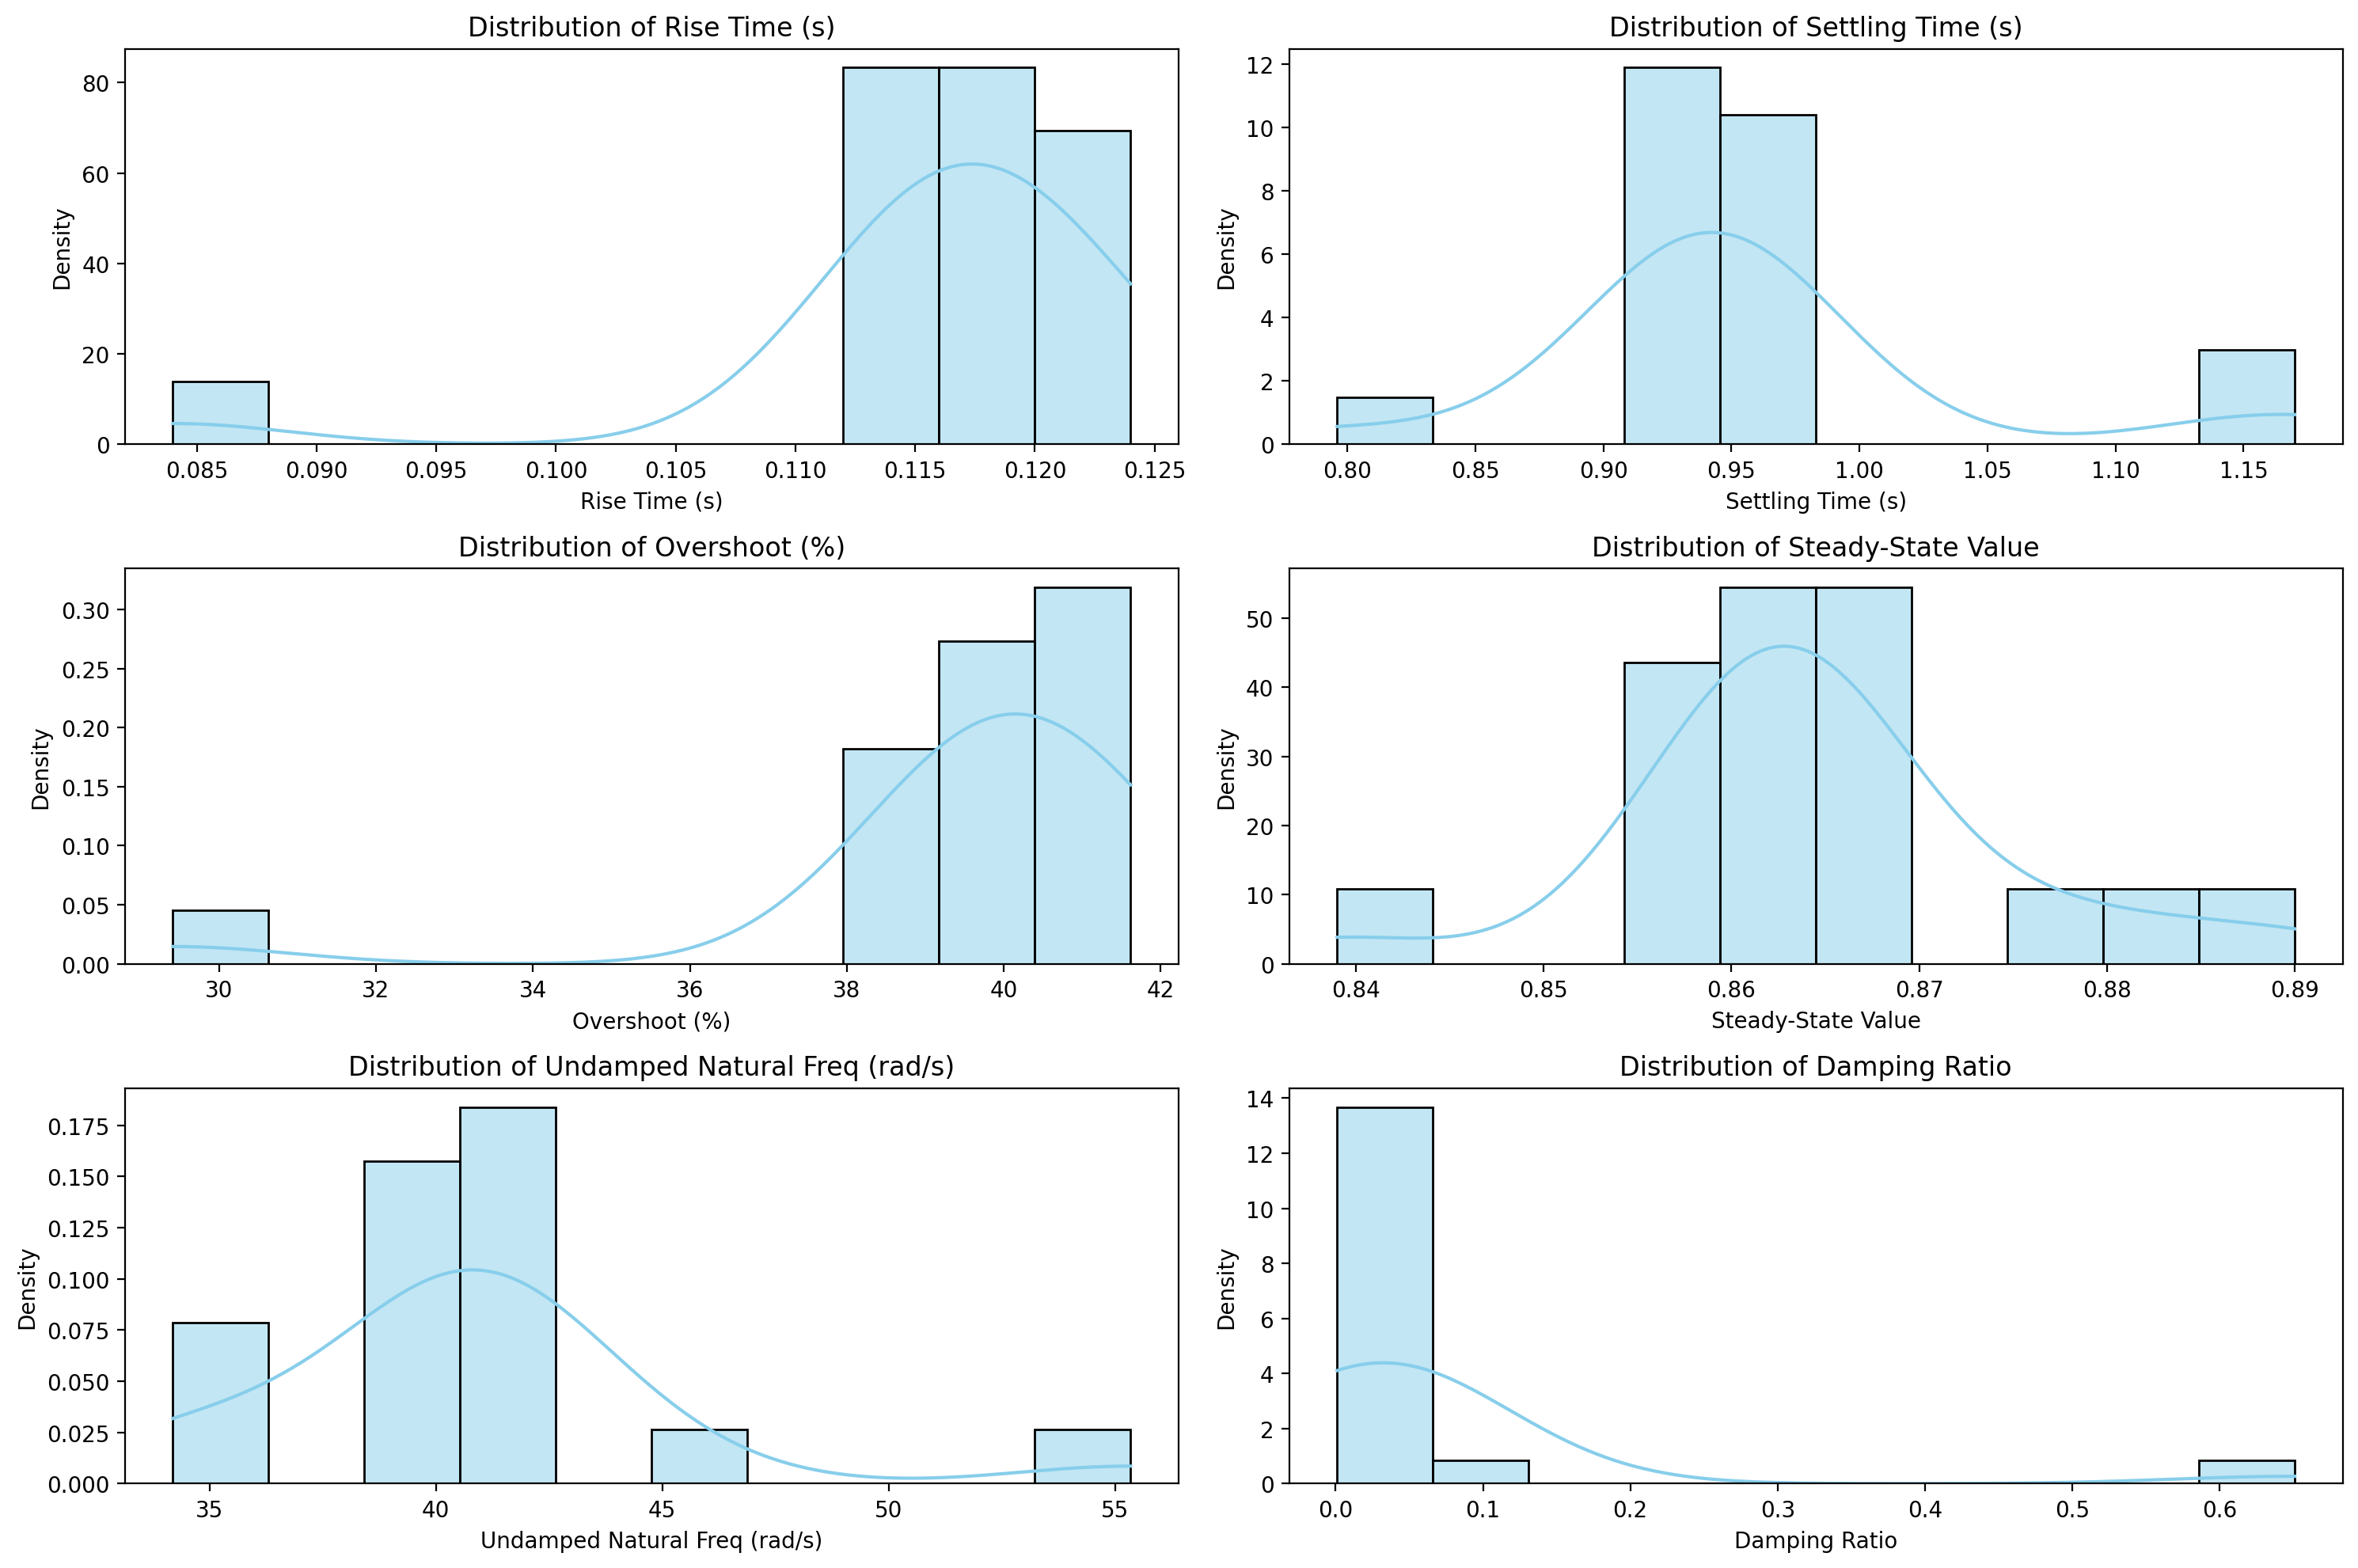 Distribution of Rise Time (s)
80
60
40
20
0
Density
0.085 0.090 0.095 0.100 0.105 0.110 0.115 0.120 0.125
Rise Time (s)
Distribution of Settling Time (s)
12
10
8
6
4
2
0
Density
0.80 0.85 0.90 0.95 1.00 1.05 1.10 1.15
Settling Time (s)
Distribution of Overshoot (%)
0.30
0.25
0.20
0.15
0.10
0.05
0.00
Density
30 32 34 36 38 40 42
Overshoot (%)
Distribution of Steady-State Value
50
40
30
20
10
0
Density
0.84 0.85 0.86 0.87 0.88 0.89
Steady-State Value
Distribution of Undamped Natural Freq (rad/s)
0.175
0.150
0.125
0.100
0.075
0.050
0.025
0.000
Density
35 40 45 50 55
Undamped Natural Freq (rad/s)
Distribution of Damping Ratio
14
12
10
8
6
4
2
0
Density
0.0 0.1 0.2 0.3 0.4 0.5 0.6
Damping Ratio